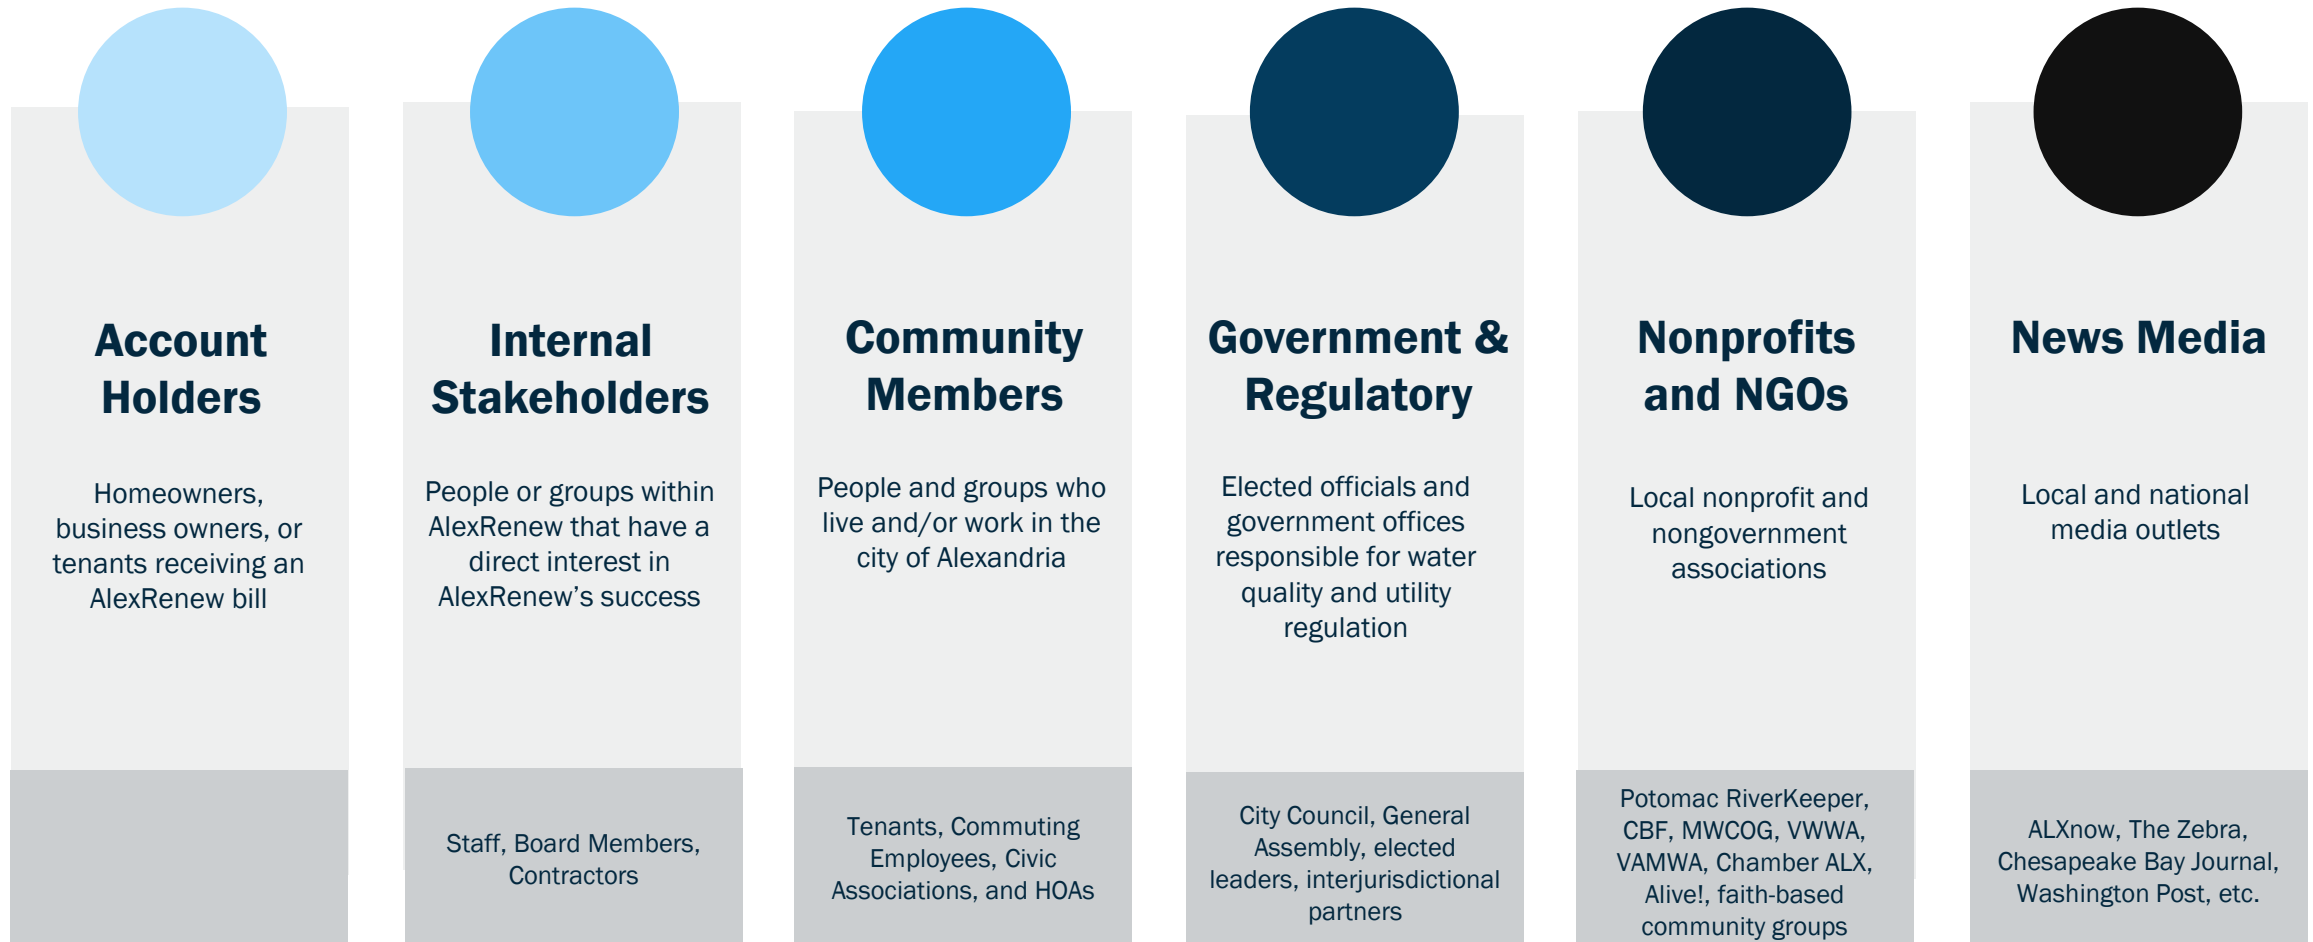 Account
Holders
Homeowners,
business owners, or
tenants receiving an
AlexRenew bill
Internal
Stakeholders
People or groups within
AlexRenew that have a
direct interest in
AlexRenew’s success
Staff, Board Members,
Contractors
Community
Members
People and groups who
live and/or work in the
city of Alexandria
Tenants, Commuting
Employees, Civic
Associations, and HOAs
Government &
Regulatory
Elected officials and
government offices
responsible for water
quality and utility
regulation
City Council, General
Assembly, elected
leaders, interjurisdictional
partners
Nonprofits
and NGOs
Local nonprofit and
nongovernment
associations
Potomac RiverKeeper,
CBF, MWCOG, VWWA,
VAMWA, Chamber ALX,
Alive!, faith-based
community groups
News Media
Local and national
media outlets
ALXnow, The Zebra,
Chesapeake Bay Journal,
Washington Post, etc.